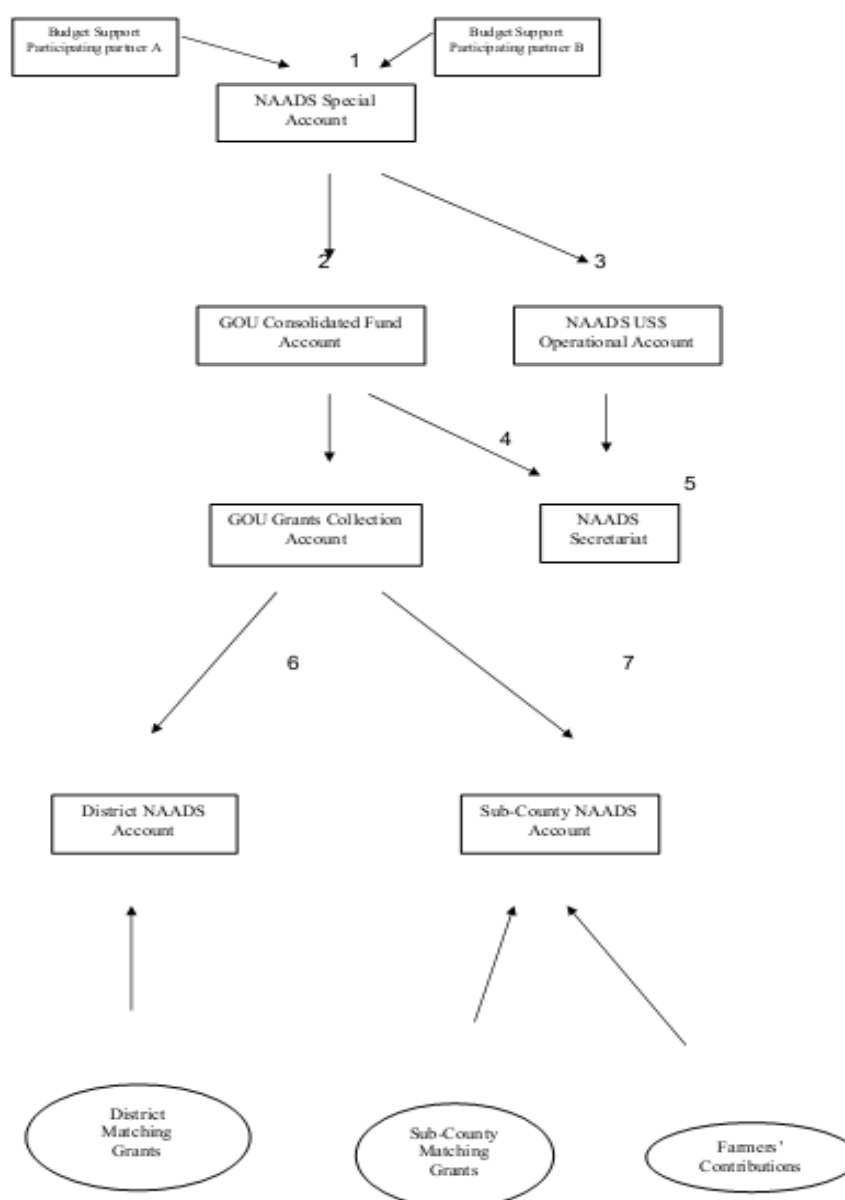 Budget Support
Participating partner A
Budget Support
Participating partner B
1
NAADS Special
Account
2
3
GOU Consolidated Fund
Account
NAADS US$
Operational Account
4
5
GOU Grants Collection
Account
NAADS
Secretariat
6
7
District NAADS
Account
Sub-County NAADS
Account
District
Matching
Grants
Sub-County
Matching
Grants
Farmers'
Contributions